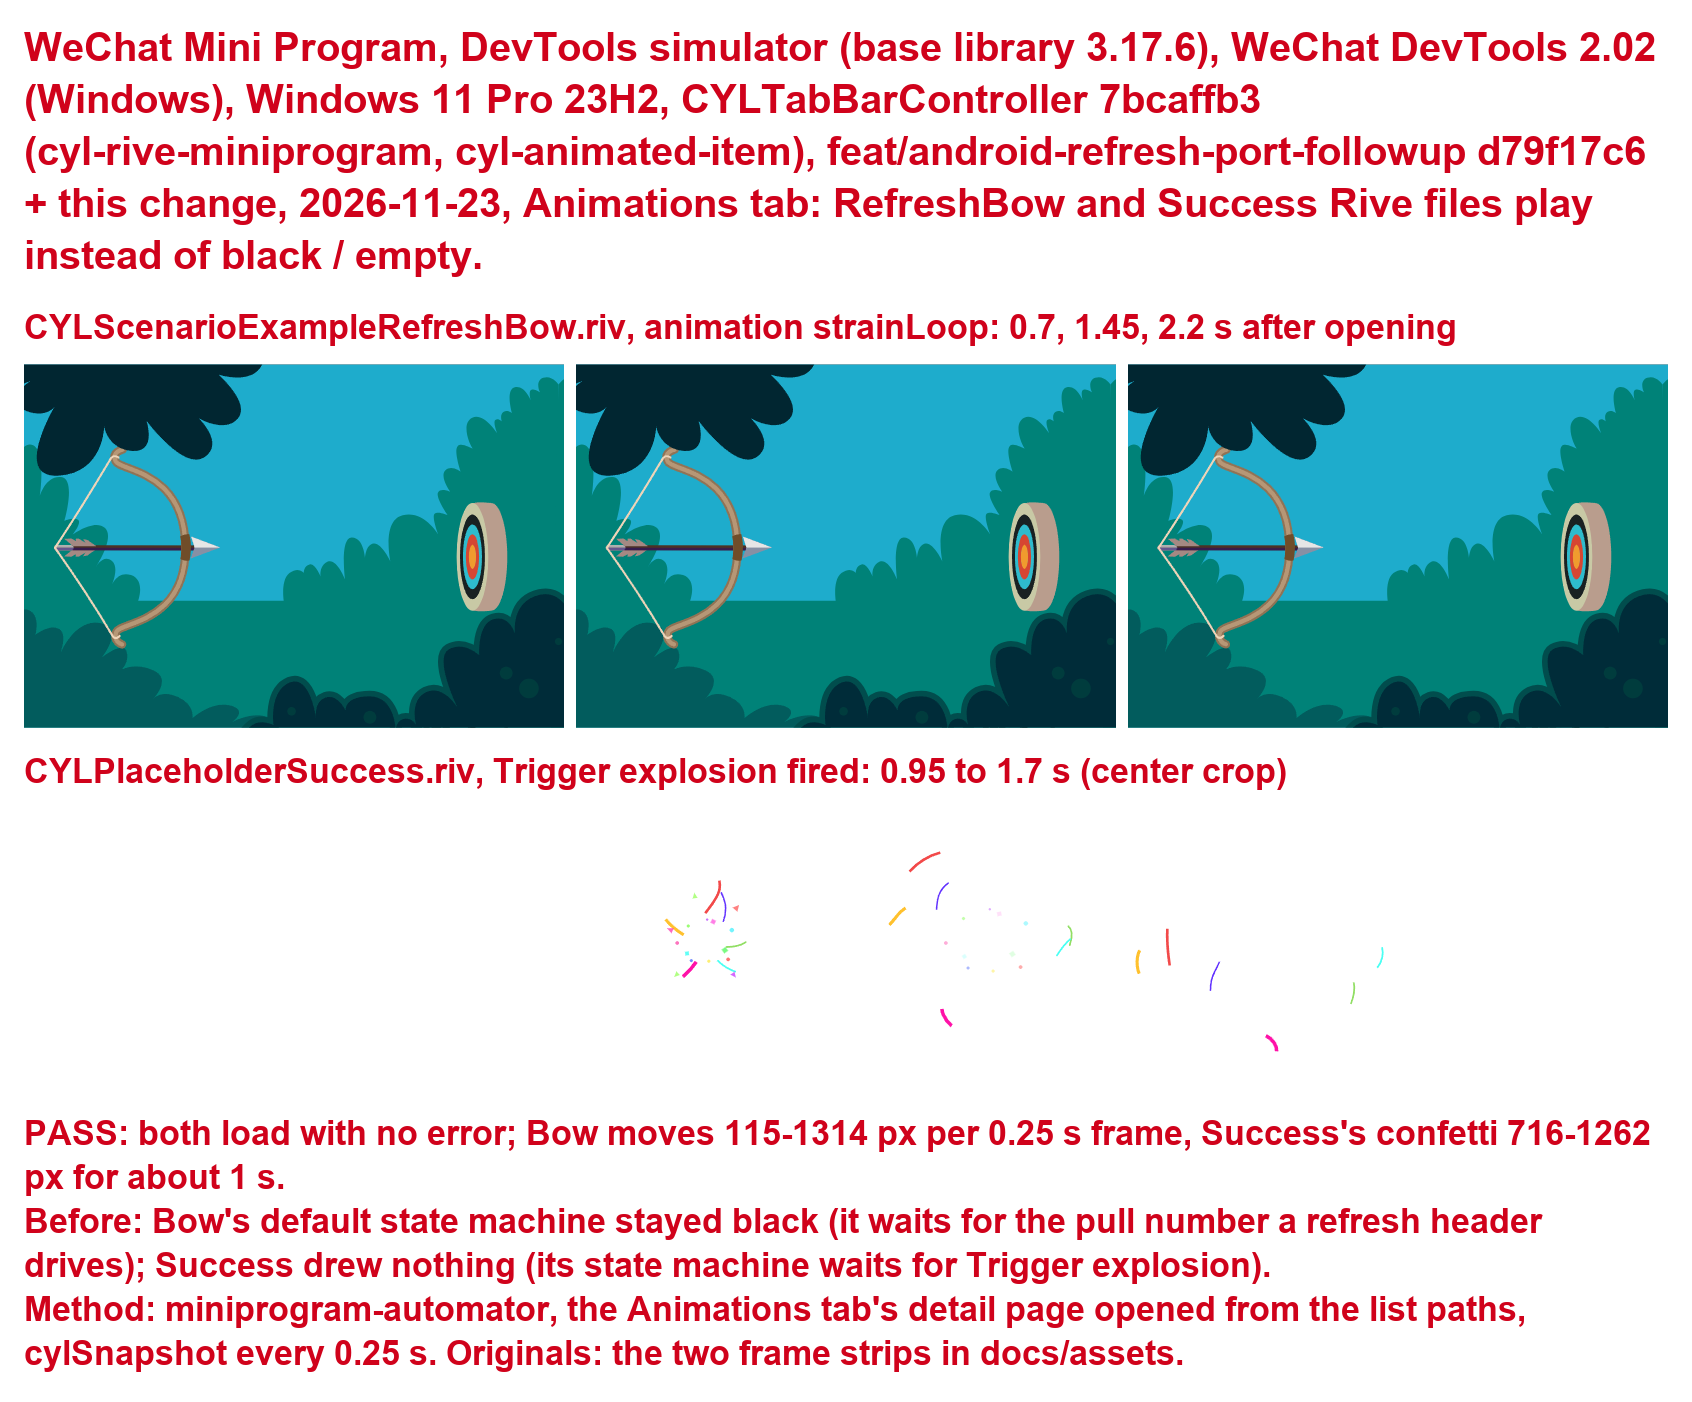 WeChat Mini Program, DevTools simulator (base library 3.17.6), WeChat DevTools 2.02
(Windows), Windows 11 Pro 23H2, CYLTabBarController 7bcaffb3
(cyl-rive-miniprogram, cyl-animated-item), feat/android-refresh-port-followup d79f17c6
+ this change, 2026-11-23, Animations tab: RefreshBow and Success Rive files play
instead of black / empty.
CYLScenarioExampleRefreshBow.riv, animation strainLoop: 0.7, 1.45, 2.2 s after opening
CYLPlaceholderSuccess.riv, Trigger explosion fired: 0.95 to 1.7 s (center crop)
PASS: both load with no error; Bow moves 115-1314 px per 0.25 s frame, Success's confetti 716-1262
px for about 1 s.
Before: Bow's default state machine stayed black (it waits for the pull number a refresh header
drives); Success drew nothing (its state machine waits for Trigger explosion).
Method: miniprogram-automator, the Animations tab's detail page opened from the list paths,
cylSnapshot every 0.25 s. Originals: the two frame strips in docs/assets.